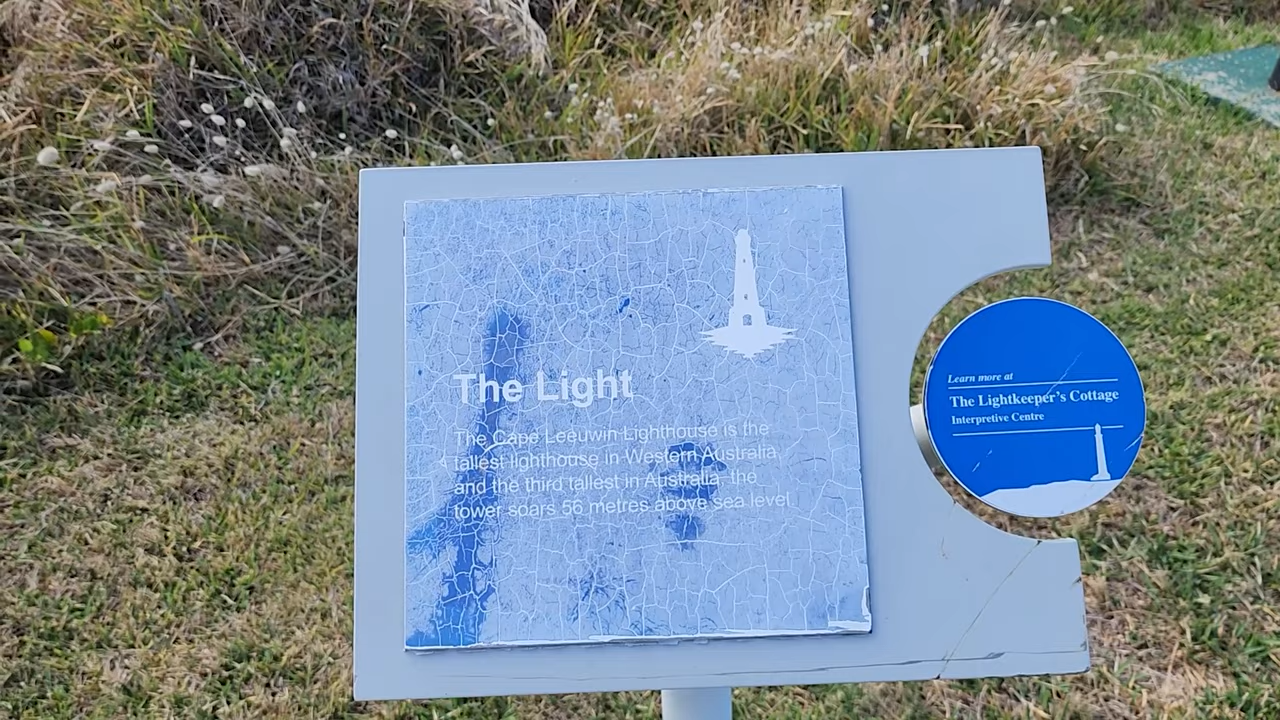 The Light
The Cape Leeuwin Lighthouse is the
tallest lighthouse in Western Australia
and the third tallest in Australia, the
tower soars 56 metres above sea level
Learn more at
The Lightkeeper's Cottage
Interpretive Centre